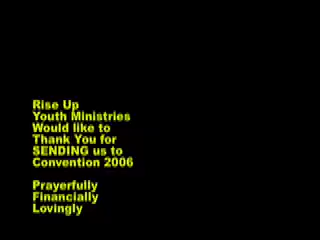 Rise Up
Youth Ministries
Would like to
Thank You for
SENDING us to
Convention 2006
Prayerfully
Financially
Lovingly